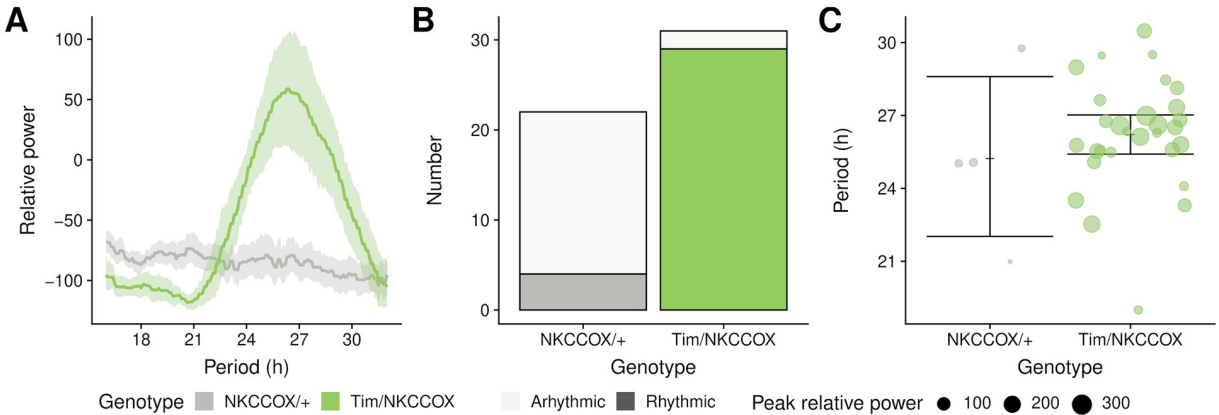 A
B
C
Relative power
100
50
0
−50
−100
18
21
24
27
30
Period (h)
Number
30
20
10
0
NKCCOX/+
Tim/NKCCOX
Genotype
Period (h)
30
27
24
21
NKCCOX/+
Tim/NKCCOX
Genotype
Genotype NKCCOX/+ Tim/NKCCOX Arhythmic Rhythmic Peak relative power 100 200 300